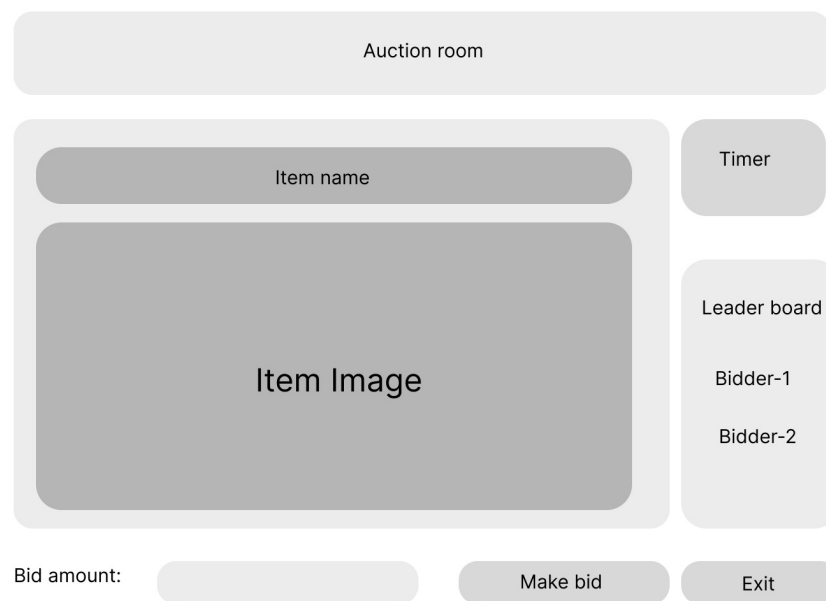 Auction room
Item name
Timer
Item Image
Leader board
Bidder-1
Bidder-2
Bid amount:
Make bid
Exit